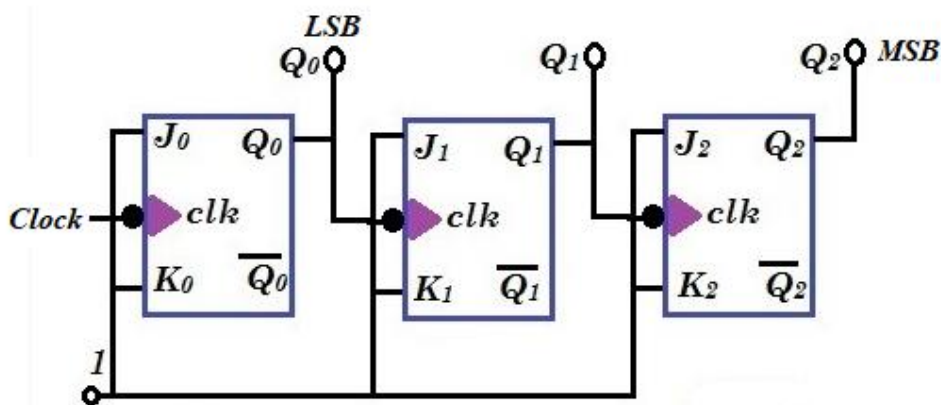 LSB
Q₀ Q₁ Q₂ MSB
J₀ Q₀ J₁ Q₁ J₂ Q₂
Clock clk clk clk
K₀ Q̅₀ K₁ Q̅₁ K₂ Q̅₂
1